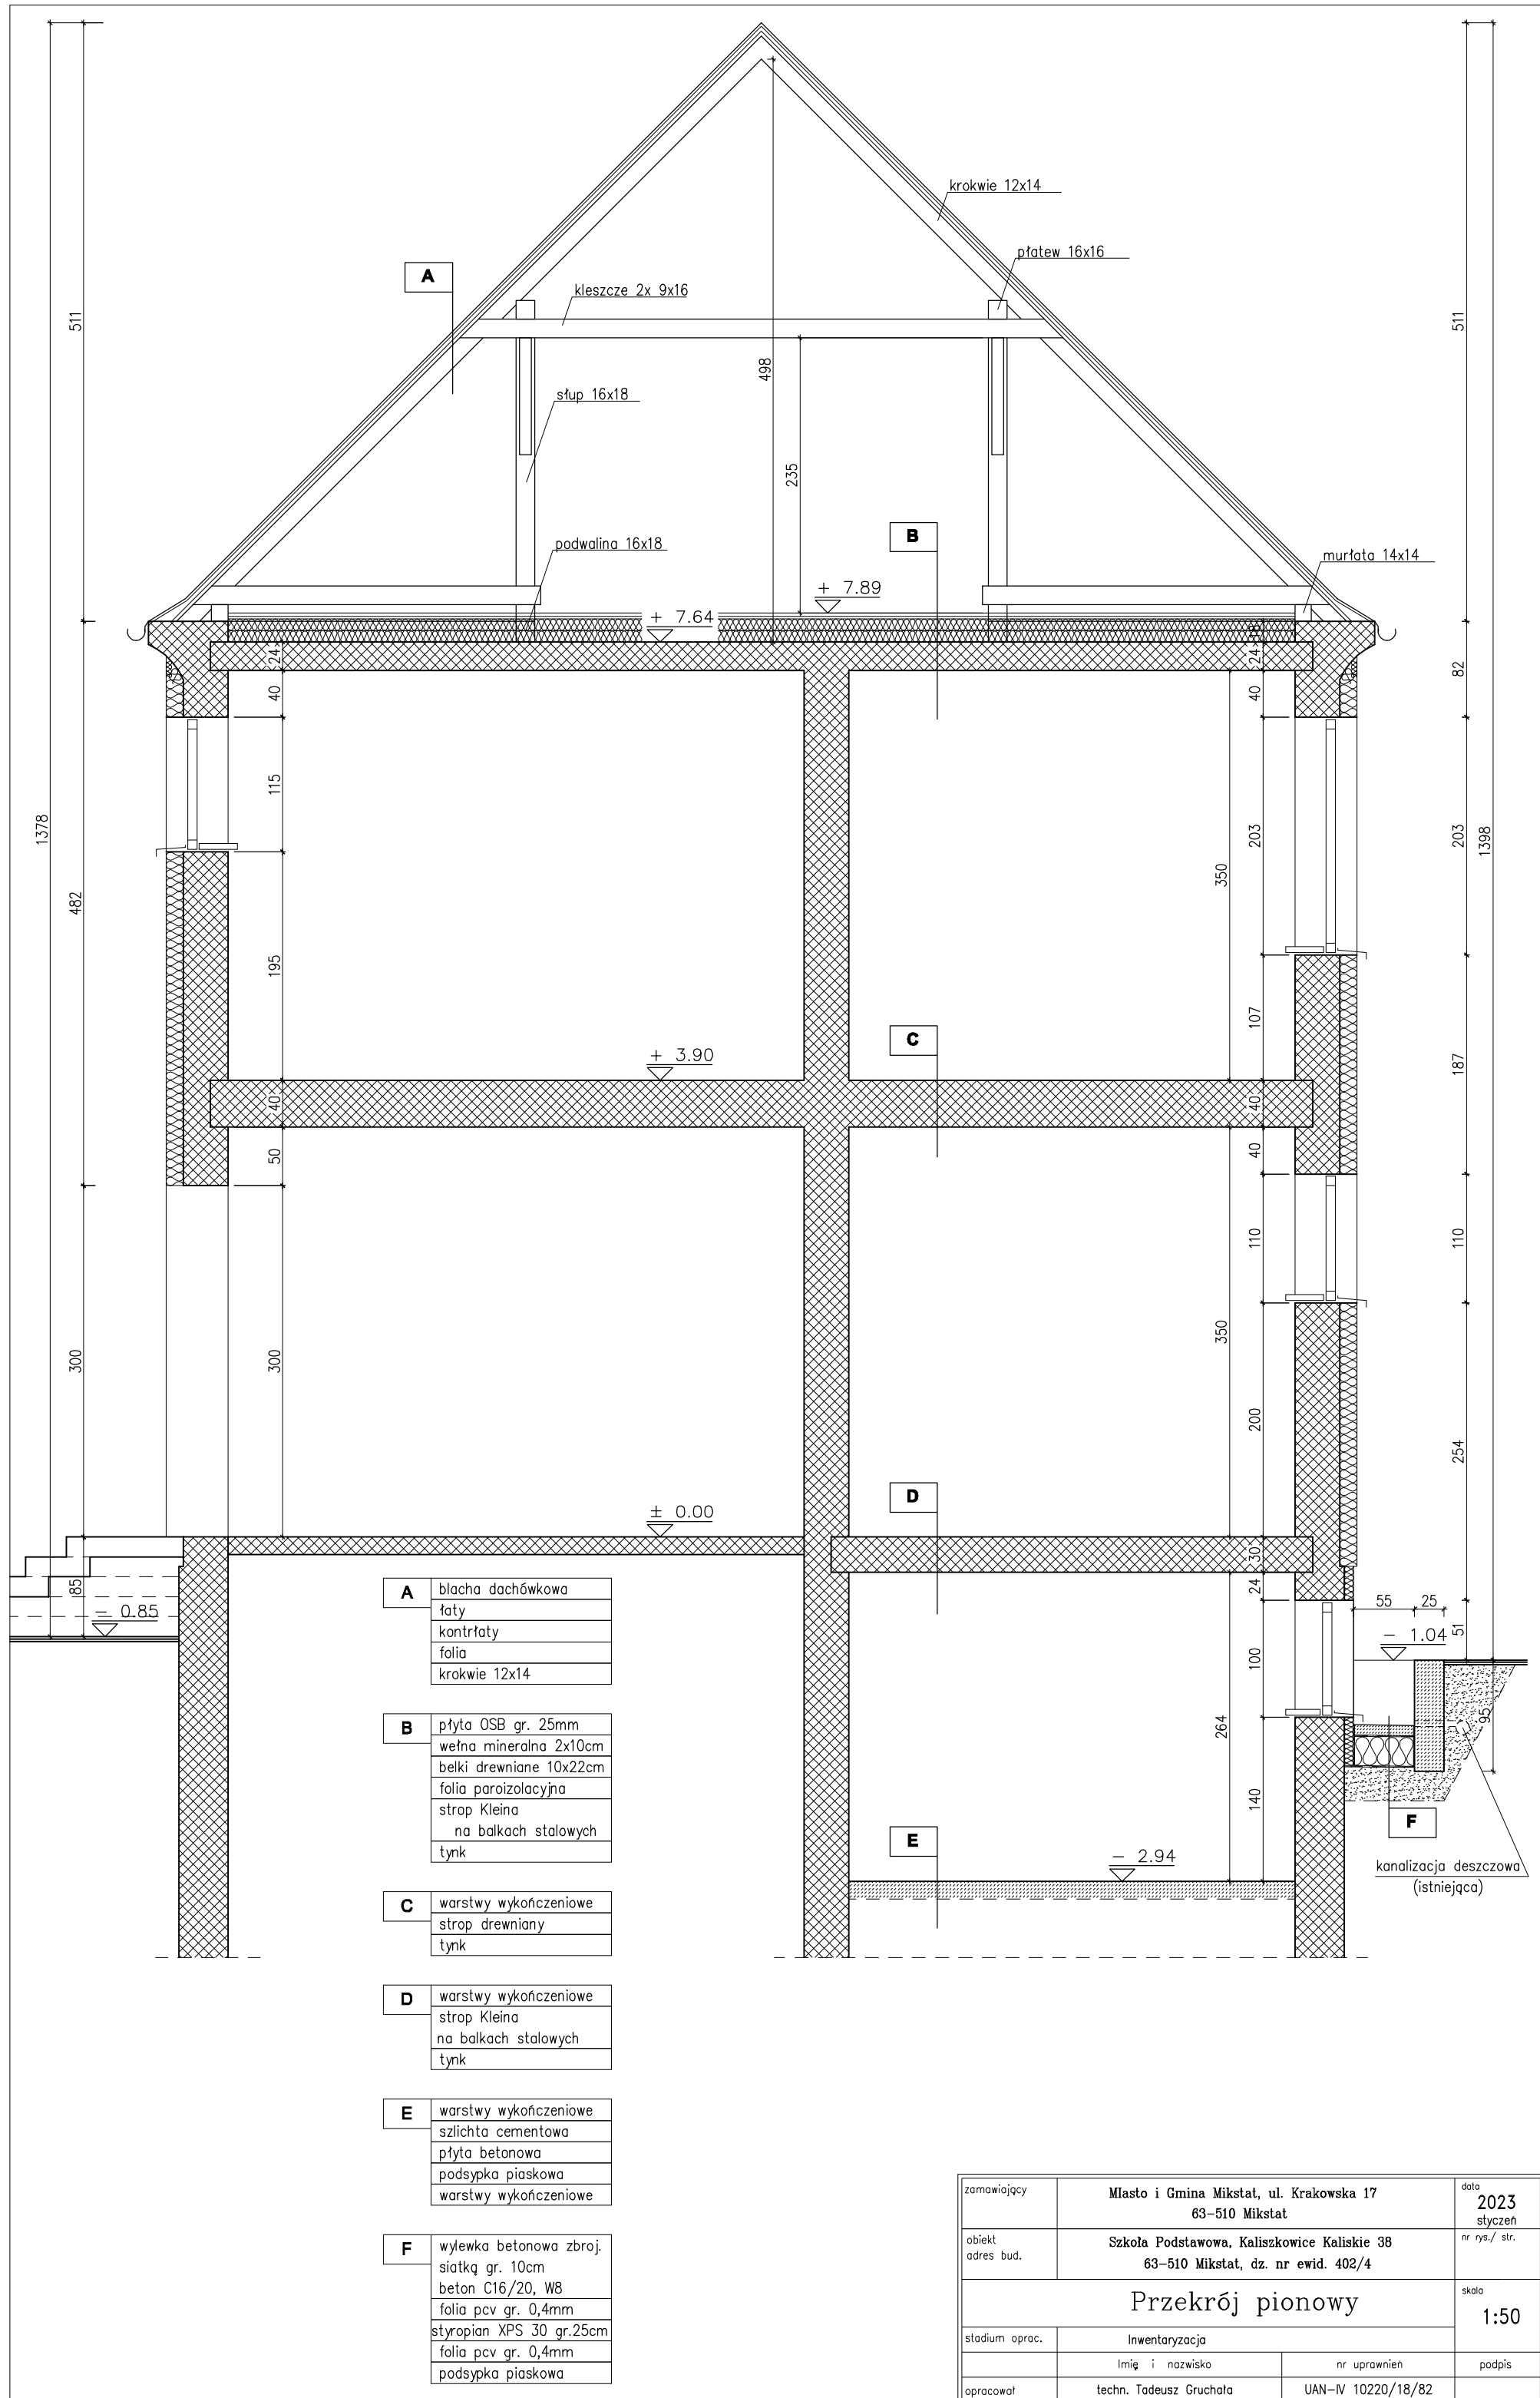 krokwie 12x14
płatew 16x16
A
kleszcze 2x 9x16
511
511
498
słup 16x18
235
B
podwalina 16x18
murłata 14x14
+ 7.89
+ 7.64
18
24
24
82
40
40
115
1378
203
203
1398
350
482
195
107
C
+ 3.90
187
40
40
50
40
110
110
300
300
350
200
254
D
± 0.00
30
24
85
- 0.85
55
25
51
- 1.04
100
95
264
140
F
E
- 2.94
kanalizacja deszczowa
(istniejąca)
A
blacha dachówkowa
łaty
kontrłaty
folia
krokwie 12x14
B
płyta OSB gr. 25mm
wełna mineralna 2x10cm
belki drewniane 10x22cm
folia paroizolacyjna
strop Kleina
na balkach stalowych
tynk
C
warstwy wykończeniowe
strop drewniany
tynk
D
warstwy wykończeniowe
strop Kleina
na balkach stalowych
tynk
E
warstwy wykończeniowe
szlichta cementowa
płyta betonowa
podsypka piaskowa
warstwy wykończeniowe
F
wylewka betonowa zbroj.
siatką gr. 10cm
beton C16/20, W8
folia pcv gr. 0,4mm
styropian XPS 30 gr.25cm
folia pcv gr. 0,4mm
podsypka piaskowa
zamawiający
MIasto i Gmina Mikstat, ul. Krakowska 17
63-510 Mikstat
data
2023
styczeń
obiekt
adres bud.
Szkoła Podstawowa, Kaliszkowice Kaliskie 38
63-510 Mikstat, dz. nr ewid. 402/4
nr rys./ str.
Przekrój pionowy
skala
1:50
stadium oprac.
Inwentaryzacja
Imię i nazwisko
nr uprawnień
podpis
opracował
techn. Tadeusz Gruchała
UAN-IV 10220/18/82